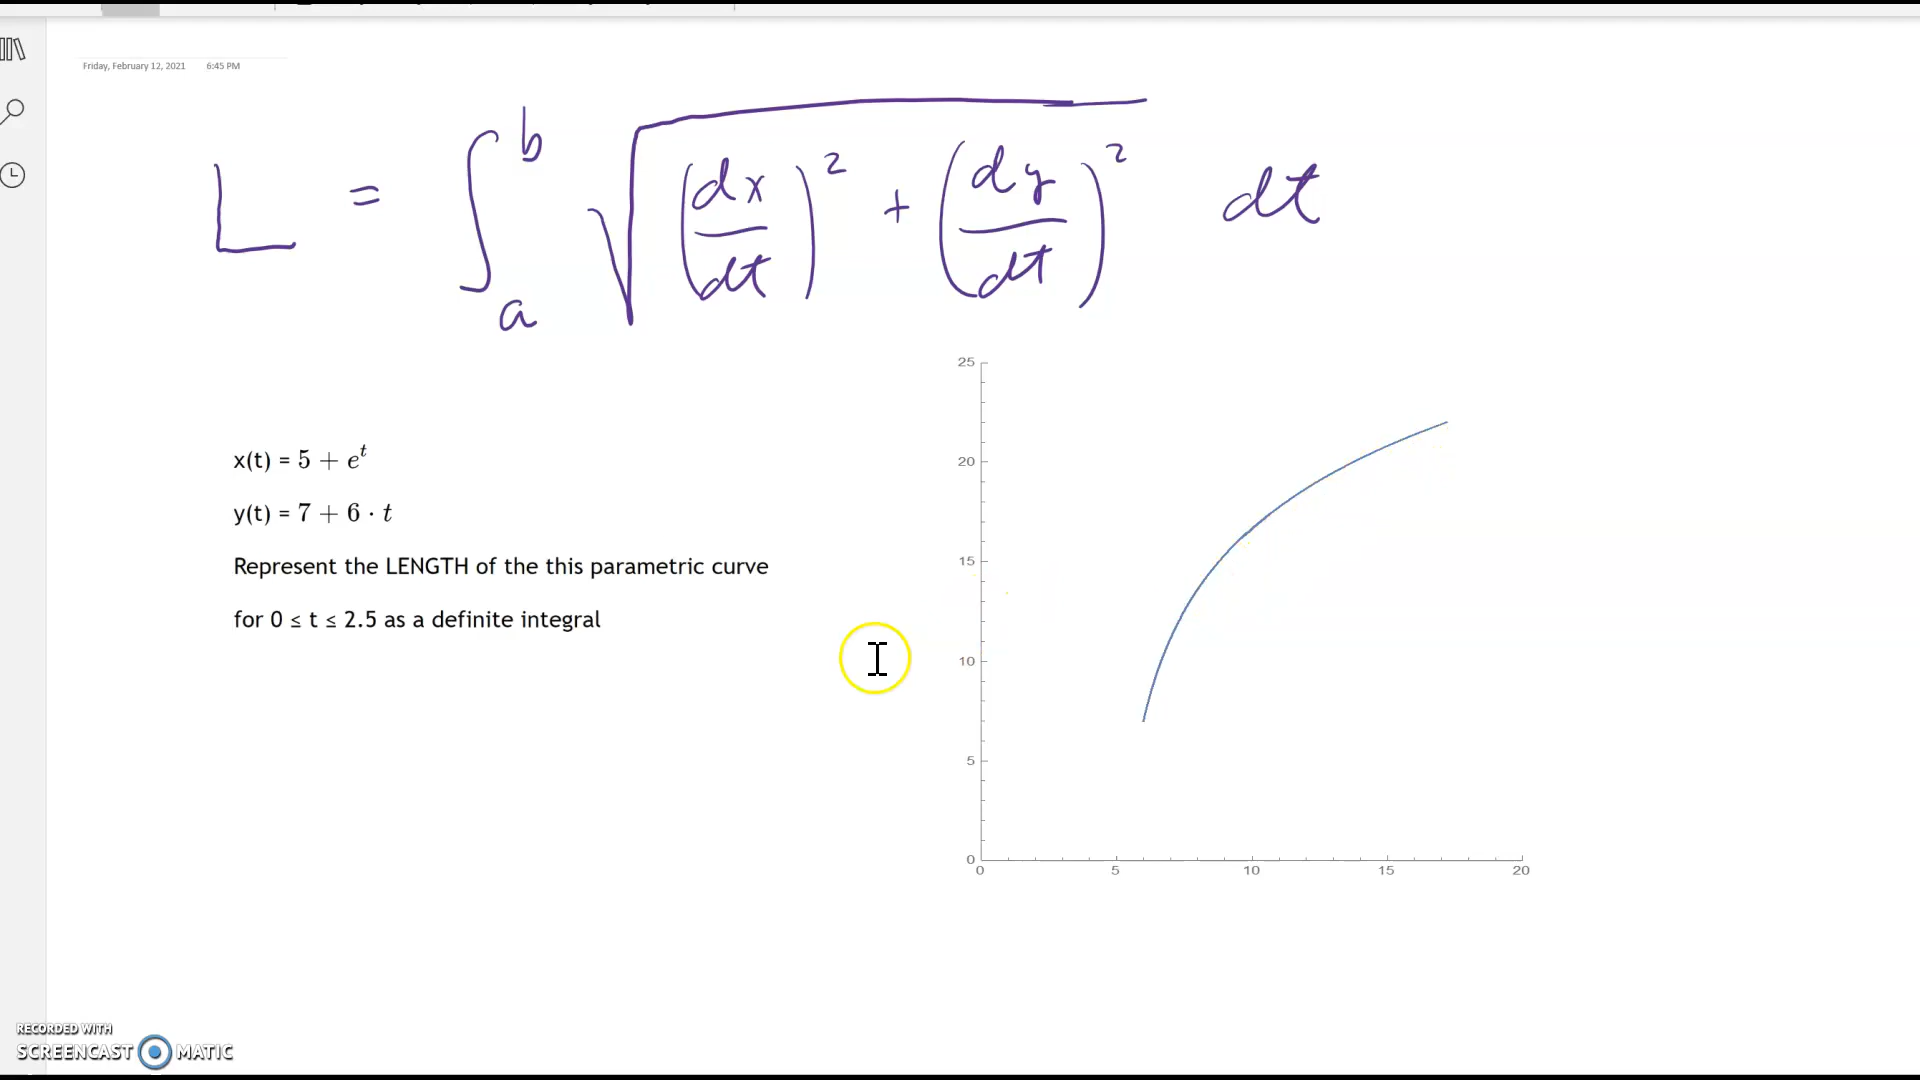 Friday, February 12, 2021 6:45 PM
L = ∫_a^b √((dx/dt)² + (dy/dt)²) dt
x(t) = 5 + e^t
y(t) = 7 + 6 · t
Represent the LENGTH of the this parametric curve
for 0 ≤ t ≤ 2.5 as a definite integral
25
20
15
10
5
0
0 5 10 15 20
RECORDED WITH
SCREENCAST MATIC